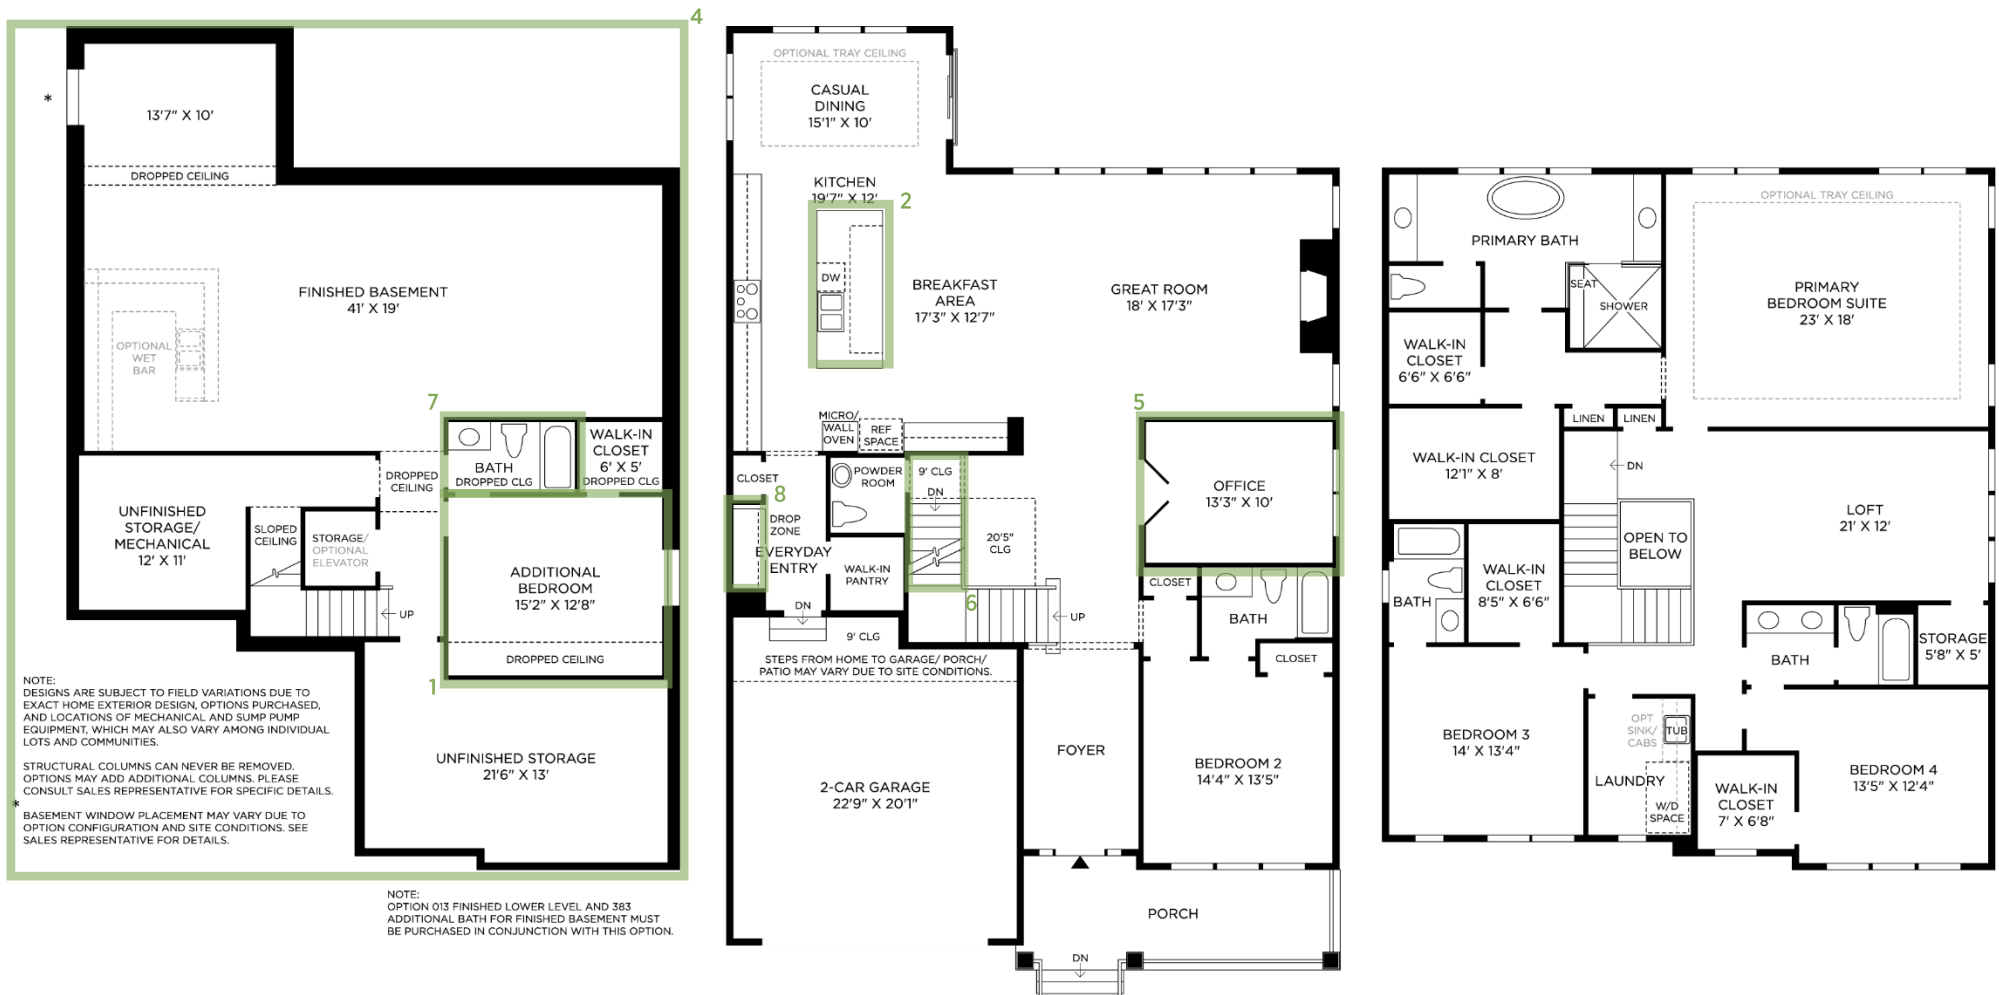 4
*
13'7" X 10'
DROPPED CEILING
FINISHED BASEMENT
41' X 19'
OPTIONAL
WET
BAR
7
BATH
DROPPED CLG
WALK-IN
CLOSET
6' X 5'
DROPPED CLG
DROPPED
CEILING
UNFINISHED
STORAGE/
MECHANICAL
12' X 11'
SLOPED
CEILING
STORAGE/
OPTIONAL
ELEVATOR
UP
ADDITIONAL
BEDROOM
15'2" X 12'8"
DROPPED CEILING
1
UNFINISHED STORAGE
21'6" X 13'
NOTE:
DESIGNS ARE SUBJECT TO FIELD VARIATIONS DUE TO
EXACT HOME EXTERIOR DESIGN, OPTIONS PURCHASED,
AND LOCATIONS OF MECHANICAL AND SUMP PUMP
EQUIPMENT, WHICH MAY ALSO VARY AMONG INDIVIDUAL
LOTS AND COMMUNITIES.
STRUCTURAL COLUMNS CAN NEVER BE REMOVED.
OPTIONS MAY ADD ADDITIONAL COLUMNS. PLEASE
CONSULT SALES REPRESENTATIVE FOR SPECIFIC DETAILS.
*
BASEMENT WINDOW PLACEMENT MAY VARY DUE TO
OPTION CONFIGURATION AND SITE CONDITIONS. SEE
SALES REPRESENTATIVE FOR DETAILS.
NOTE:
OPTION 013 FINISHED LOWER LEVEL AND 383
ADDITIONAL BATH FOR FINISHED BASEMENT MUST
BE PURCHASED IN CONJUNCTION WITH THIS OPTION.
OPTIONAL TRAY CEILING
CASUAL
DINING
15'1" X 10'
KITCHEN
19'7" X 12'
2
DW
BREAKFAST
AREA
17'3" X 12'7"
GREAT ROOM
18' X 17'3"
MICRO/
WALL
OVEN
REF
SPACE
5
OFFICE
13'3" X 10'
CLOSET
8
DROP
ZONE
EVERYDAY
ENTRY
POWDER
ROOM
9' CLG
DN
20'5"
CLG
WALK-IN
PANTRY
6
DN
9' CLG
UP
CLOSET
BATH
CLOSET
STEPS FROM HOME TO GARAGE/ PORCH/
PATIO MAY VARY DUE TO SITE CONDITIONS.
2-CAR GARAGE
22'9" X 20'1"
FOYER
BEDROOM 2
14'4" X 13'5"
PORCH
DN
PRIMARY BATH
SEAT
SHOWER
OPTIONAL TRAY CEILING
PRIMARY
BEDROOM SUITE
23' X 18'
WALK-IN
CLOSET
6'6" X 6'6"
LINEN
LINEN
WALK-IN CLOSET
12'1" X 8'
DN
LOFT
21' X 12'
OPEN TO
BELOW
WALK-IN
CLOSET
8'5" X 6'6"
BATH
BATH
STORAGE
5'8" X 5'
BEDROOM 3
14' X 13'4"
OPT
SINK/
CABS
TUB
LAUNDRY
W/D
SPACE
WALK-IN
CLOSET
7' X 6'8"
BEDROOM 4
13'5" X 12'4"